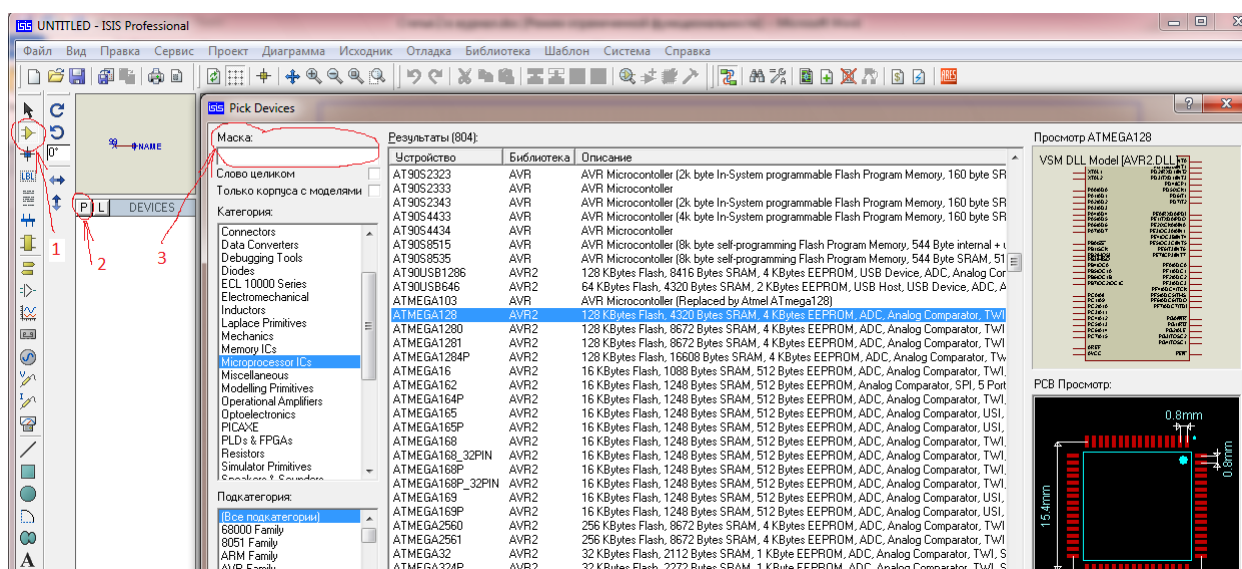 UNTITLED - ISIS Professional
Файл Вид Правка Сервис Проект Диаграмма Исходник Отладка Библиотека Шаблон Система Справка
ARES
Pick Devices
0°
NAME
LBL
P L DEVICES
1
2
3
Маска:
Слово целиком
Только корпуса с моделями
Категория:
Connectors
Data Converters
Debugging Tools
Diodes
ECL 10000 Series
Electromechanical
Inductors
Laplace Primitives
Mechanics
Memory ICs
Microprocessor ICs
Miscellaneous
Modelling Primitives
Operational Amplifiers
Optoelectronics
PICAXE
PLDs & FPGAs
Resistors
Simulator Primitives
Speakers & Sounders
Подкатегория:
(Все подкатегории)
68000 Family
8051 Family
ARM Family
AVR Family
Результаты (804):
Устройство Библиотека Описание
AT90S2323 AVR AVR Microcontoller (2k byte In-System programmable Flash Program Memory, 160 byte SR
AT90S2333 AVR AVR Microcontoller
AT90S2343 AVR AVR Microcontoller (2k byte In-System programmable Flash Program Memory, 160 byte SR
AT90S4433 AVR AVR Microcontoller (4k byte In-System programmable Flash Program Memory, 160 byte SR
AT90S4434 AVR AVR Microcontoller
AT90S8515 AVR AVR Microcontoller (8k byte self-programming Flash Program Memory, 544 Byte internal + u
AT90S8535 AVR AVR Microcontoller (8k byte self-programming Flash Program Memory, 544 Byte SRAM, 51
AT90USB1286 AVR2 128 KBytes Flash, 8416 Bytes SRAM, 4 KBytes EEPROM, USB Device, ADC, Analog Cor
AT90USB646 AVR2 64 KBytes Flash, 4320 Bytes SRAM, 2 KBytes EEPROM, USB Host, USB Device, ADC, A
ATMEGA103 AVR AVR Microcontoller (Replaced by Atmel ATmega128)
ATMEGA128 AVR2 128 KBytes Flash, 4320 Bytes SRAM, 4 KBytes EEPROM, ADC, Analog Comparator, TWI
ATMEGA1280 AVR2 128 KBytes Flash, 8672 Bytes SRAM, 4 KBytes EEPROM, ADC, Analog Comparator, TWI
ATMEGA1281 AVR2 128 KBytes Flash, 8672 Bytes SRAM, 4 KBytes EEPROM, ADC, Analog Comparator, TWI
ATMEGA1284P AVR2 128 KBytes Flash, 16608 Bytes SRAM, 4 KBytes EEPROM, ADC, Analog Comparator, TW
ATMEGA16 AVR2 16 KBytes Flash, 1088 Bytes SRAM, 512 Bytes EEPROM, ADC, Analog Comparator, TWI,
ATMEGA162 AVR2 16 KBytes Flash, 1248 Bytes SRAM, 512 Bytes EEPROM, Analog Comparator, SPI, 5 Port
ATMEGA164P AVR2 16 KBytes Flash, 1248 Bytes SRAM, 512 Bytes EEPROM, ADC, Analog Comparator, TWI,
ATMEGA165 AVR2 16 KBytes Flash, 1248 Bytes SRAM, 512 Bytes EEPROM, ADC, Analog Comparator, USI,
ATMEGA165P AVR2 16 KBytes Flash, 1248 Bytes SRAM, 512 Bytes EEPROM, ADC, Analog Comparator, USI,
ATMEGA168 AVR2 16 KBytes Flash, 1248 Bytes SRAM, 512 Bytes EEPROM, ADC, Analog Comparator, TWI,
ATMEGA168_32PIN AVR2 16 KBytes Flash, 1248 Bytes SRAM, 512 Bytes EEPROM, ADC, Analog Comparator, TWI,
ATMEGA168P AVR2 16 KBytes Flash, 1248 Bytes SRAM, 512 Bytes EEPROM, ADC, Analog Comparator, TWI,
ATMEGA168P_32PIN AVR2 16 KBytes Flash, 1248 Bytes SRAM, 512 Bytes EEPROM, ADC, Analog Comparator, TWI,
ATMEGA169 AVR2 16 KBytes Flash, 1248 Bytes SRAM, 512 Bytes EEPROM, ADC, Analog Comparator, USI,
ATMEGA169P AVR2 16 KBytes Flash, 1248 Bytes SRAM, 512 Bytes EEPROM, ADC, Analog Comparator, USI,
ATMEGA2560 AVR2 256 KBytes Flash, 8672 Bytes SRAM, 4 KBytes EEPROM, ADC, Analog Comparator, TWI
ATMEGA2561 AVR2 256 KBytes Flash, 8672 Bytes SRAM, 4 KBytes EEPROM, ADC, Analog Comparator, TWI
ATMEGA32 AVR2 32 KBytes Flash, 2112 Bytes SRAM, 1 KByte EEPROM, ADC, Analog Comparator, TWI, S
ATMEGA324P AVR2 32 KBytes Flash, 2272 Bytes SRAM, 1 KByte EEPROM, ADC, Analog Comparator, TWI, S
Просмотр ATMEGA128
VSM DLL Model [AVR2.DLL]
PCB Просмотр:
0.8mm
0.8mm
15.4mm
A